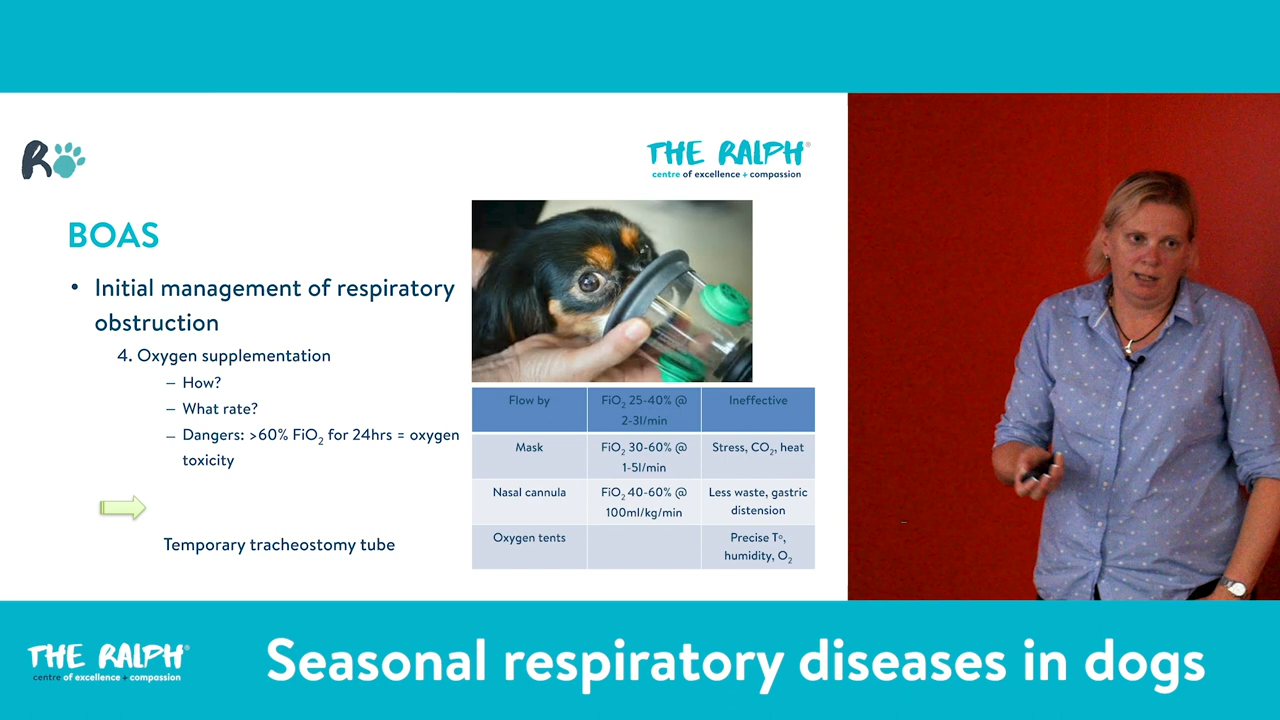 R
THE RALPH®
centre of excellence + compassion
BOAS
• Initial management of respiratory
obstruction
4. Oxygen supplementation
– How?
– What rate?
– Dangers: >60% FiO₂ for 24hrs = oxygen
toxicity
Temporary tracheostomy tube
Flow by
FiO₂ 25-40% @
2-3l/min
Ineffective
Mask
FiO₂ 30-60% @
1-5l/min
Stress, CO₂, heat
Nasal cannula
FiO₂ 40-60% @
100ml/kg/min
Less waste, gastric
distension
Oxygen tents
Precise Tᵒ,
humidity, O₂
THE RALPH®
centre of excellence + compassion
Seasonal respiratory diseases in dogs